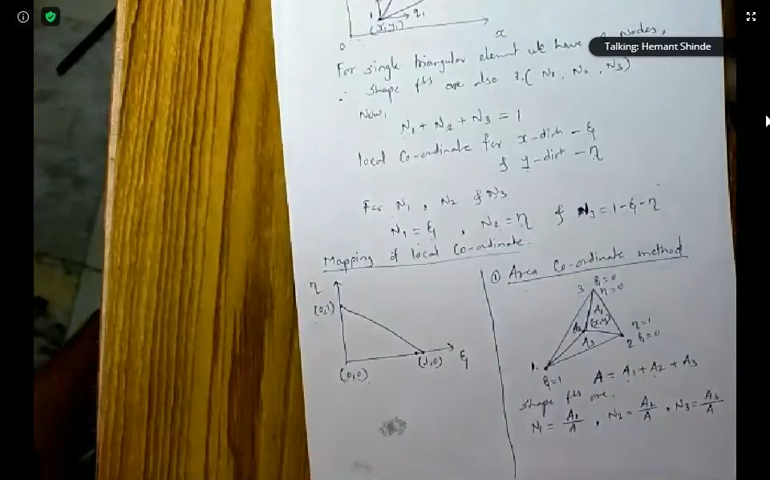 1
q1
(x1,y1)
0
x
Talking: Hemant Shinde
For single triangular element we have nodes,
∴ shape fns are also 3.( N1, N2, N3)
Now,
N1 + N2 + N3 = 1
local Co-ordinate for x-dirn - ξ
& y-dirn - η
For N1, N2 & N3
N1 = ξ, N2 = η & N3 = 1-ξ-η
Mapping of local Co-ordinate.
η
(0,1)
(0,0)
(1,0)
ξ
① Area Co-ordinate method
3
ξ=0
η=0
A1
(x,y)
A2
A3
η=1
2 ξ=0
1.
ξ=1
A = A1 + A2 + A3
shape fns are.
N1 = A1/A, N2 = A2/A, N3 = A3/A